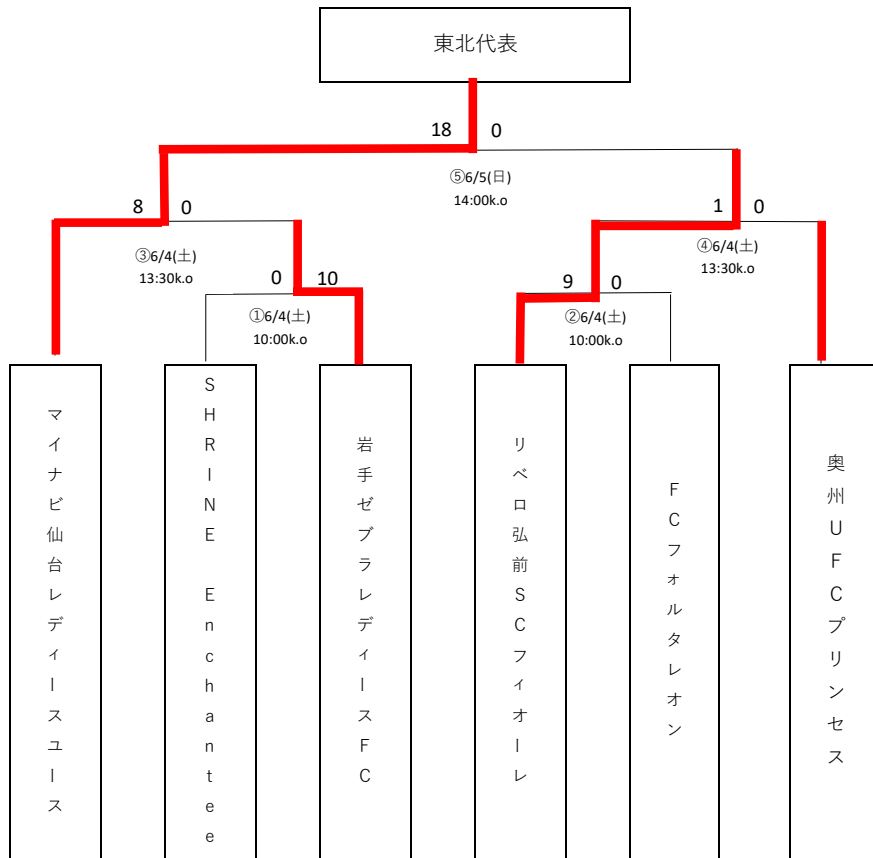 東北代表
18 0
⑤6/5(日)
14:00k.o
8 0
1 0
③6/4(土)
13:30k.o
④6/4(土)
13:30k.o
0 10
9 0
①6/4(土)
10:00k.o
②6/4(土)
10:00k.o
マイナビ仙台レディースユース
SHRINE Enchantee
岩手ゼブラレディースFC
リベロ弘前SCフィオーレ
FCフォルタレオン
奥州UFCプリンセス